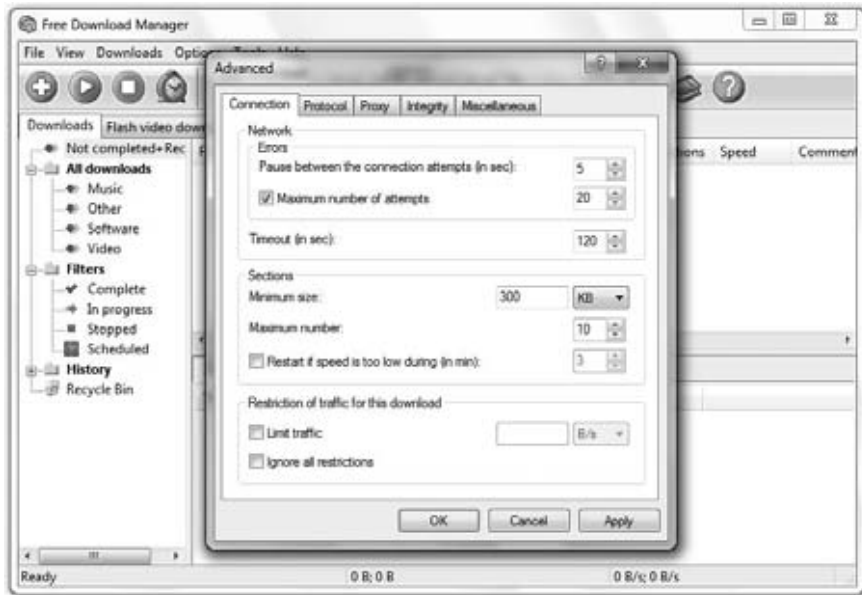 Free Download Manager
File View Downloads Options Tools Help
Advanced
Connection Protocol Proxy Integrity Miscellaneous
Downloads Flash video dow
Not completed+Rec
All downloads
Music
Other
Software
Video
Filters
Complete
In progress
Stopped
Scheduled
History
Recycle Bin
Network
Errors
Pause between the connection attempts (in sec): 5
Maximum number of attempts 20
Timeout (in sec): 120
Sections
Minimum size: 300 KB
Maximum number: 10
Restart if speed is too low during (in min): 3
Restriction of traffic for this download
Limit traffic B/s
Ignore all restrictions
OK Cancel Apply
ions Speed Comment
Ready 0 B; 0 B 0 B/s; 0 B/s